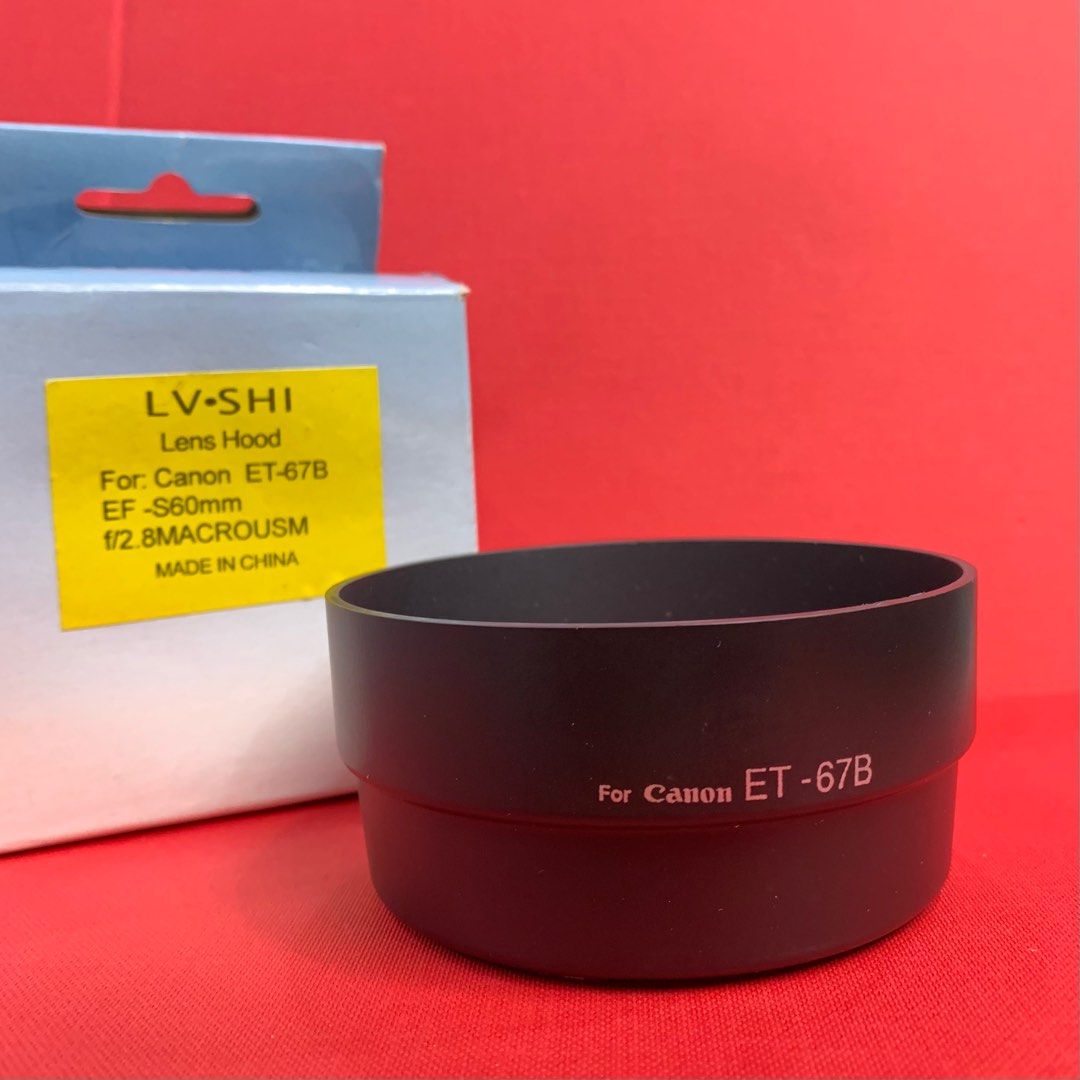 LV•SHI
Lens Hood
For: Canon ET-67B
EF -S60mm
f/2.8MACROUSM
MADE IN CHINA
For Canon ET -67B